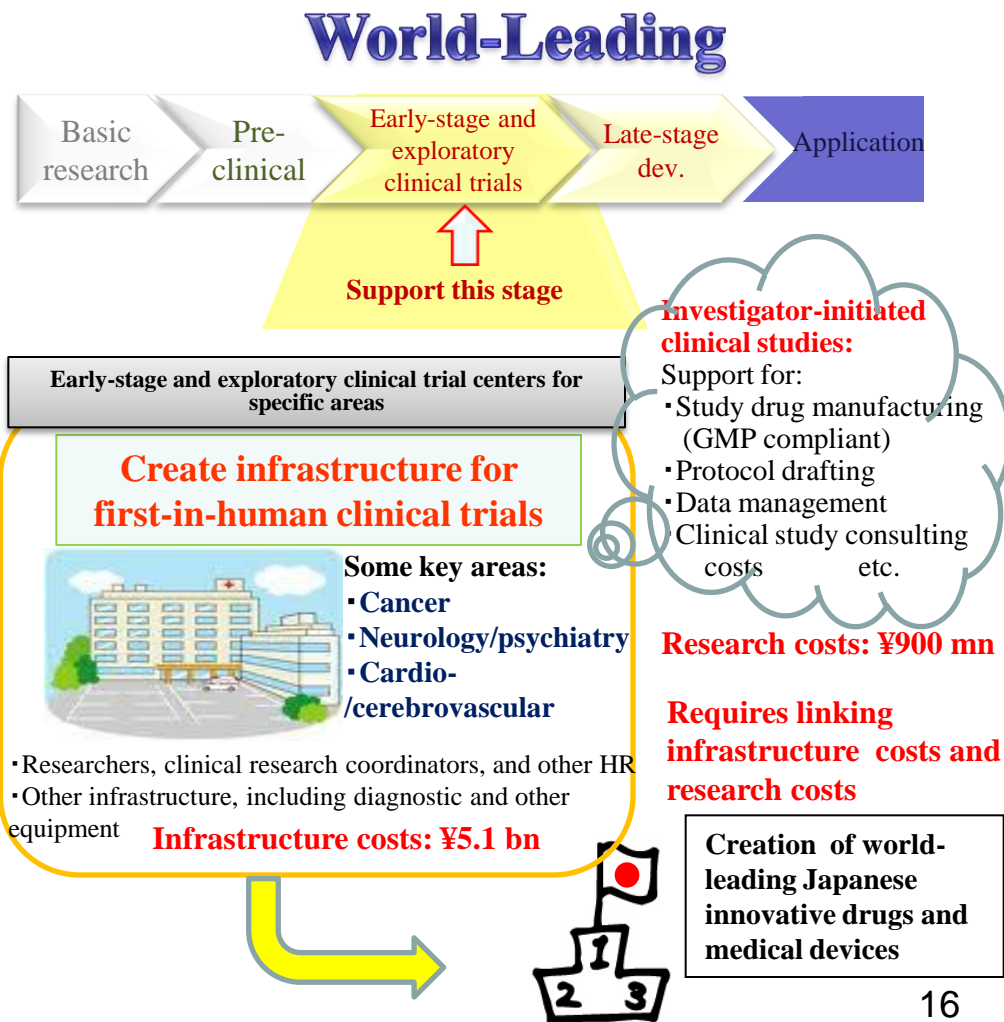 World-Leading
Basic
research
Pre-
clinical
Early-stage and
exploratory
clinical trials
Late-stage
dev.
Application
Support this stage
Early-stage and exploratory clinical trial centers for
specific areas
Create infrastructure for
first-in-human clinical trials
Some key areas:
・Cancer
・Neurology/psychiatry
・Cardio-
/cerebrovascular
・Researchers, clinical research coordinators, and other HR
・Other infrastructure, including diagnostic and other
equipment
Infrastructure costs: ¥5.1 bn
Investigator-initiated
clinical studies:
Support for:
・Study drug manufacturing
(GMP compliant)
・Protocol drafting
・Data management
・Clinical study consulting
costs etc.
Research costs: ¥900 mn
Requires linking
infrastructure costs and
research costs
1
2 3
Creation of world-
leading Japanese
innovative drugs and
medical devices
16